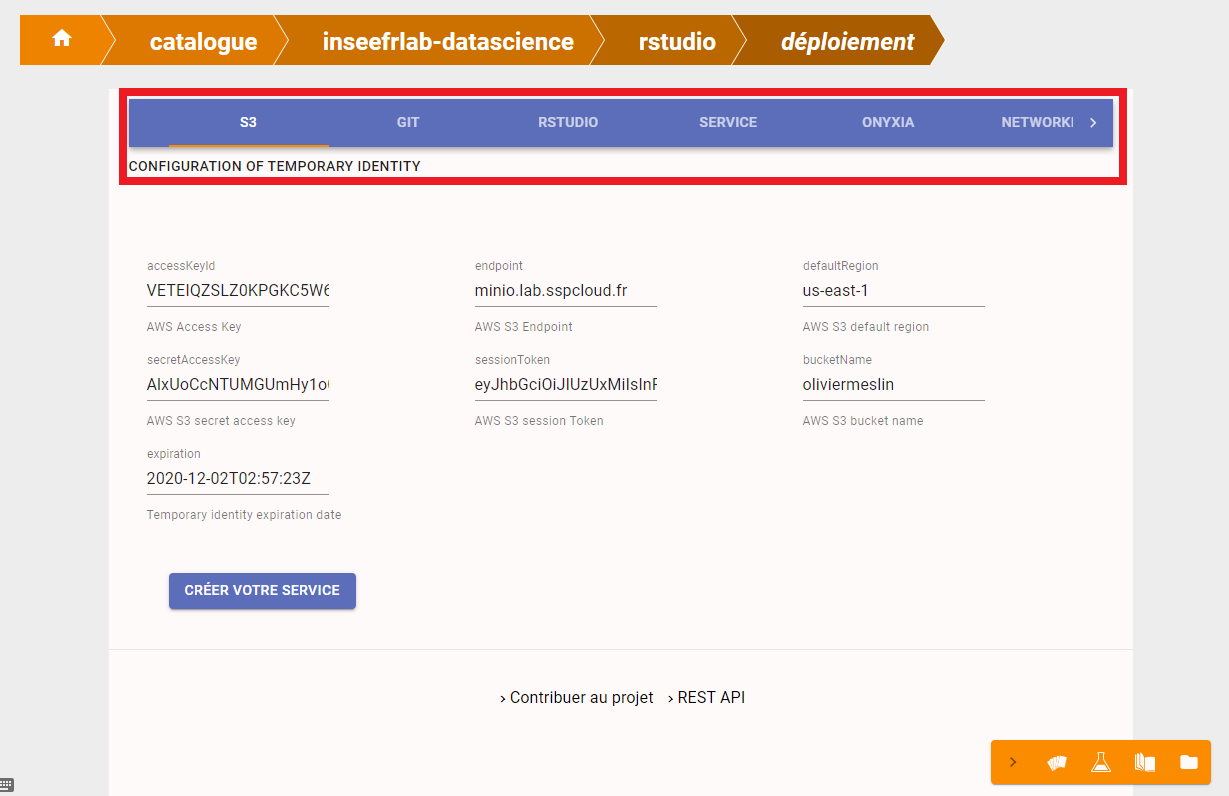 catalogue inseefrlab-datascience rstudio déploiement
S3 GIT RSTUDIO SERVICE ONYXIA NETWORKI
CONFIGURATION OF TEMPORARY IDENTITY
accessKeyId endpoint defaultRegion
VETEIQZSLZ0KPGKC5W6 minio.lab.sspcloud.fr us-east-1
AWS Access Key AWS S3 Endpoint AWS S3 default region
secretAccessKey sessionToken bucketName
AIxUoCcNTUMGUmHy1o eyJhbGciOiJIUzUxMiIsInF oliviermeslin
AWS S3 secret access key AWS S3 session Token AWS S3 bucket name
expiration
2020-12-02T02:57:23Z
Temporary identity expiration date
CRÉER VOTRE SERVICE
› Contribuer au projet › REST API